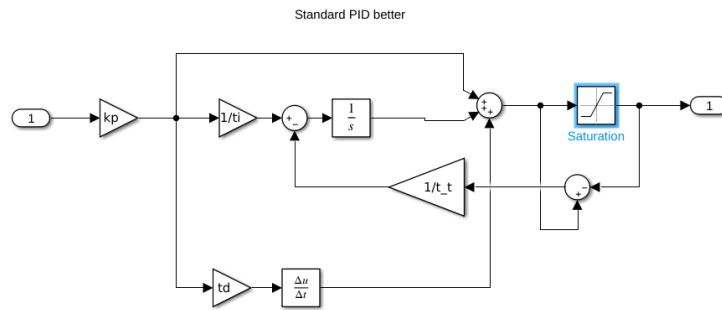 Standard PID better
1
kp
1/ti
+
−
1
s
+
+
+
Saturation
1
1/t_t
+
−
td
Δu
Δt